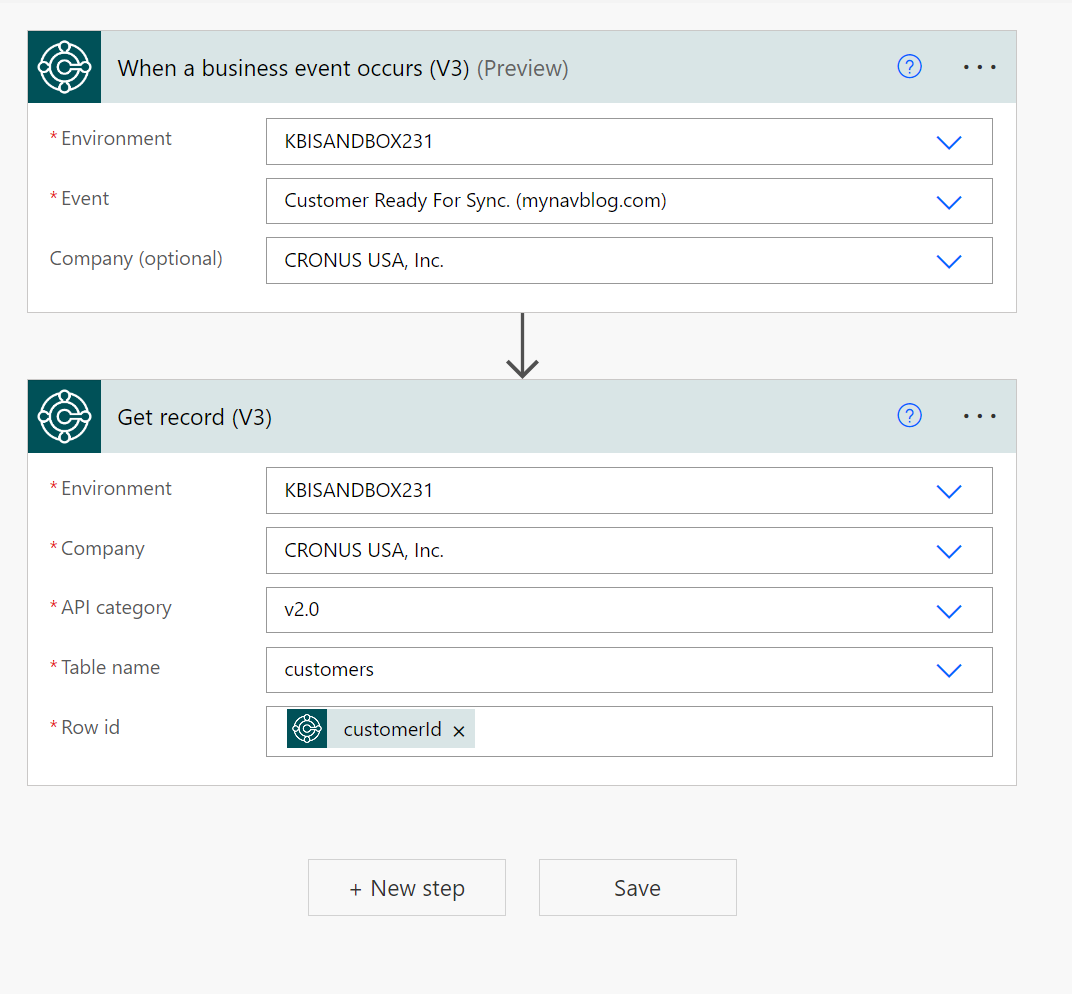 When a business event occurs (V3) (Preview)
* Environment KBISANDBOX231
* Event Customer Ready For Sync. (mynavblog.com)
Company (optional) CRONUS USA, Inc.
Get record (V3)
* Environment KBISANDBOX231
* Company CRONUS USA, Inc.
* API category v2.0
* Table name customers
* Row id customerId ×
+ New step Save